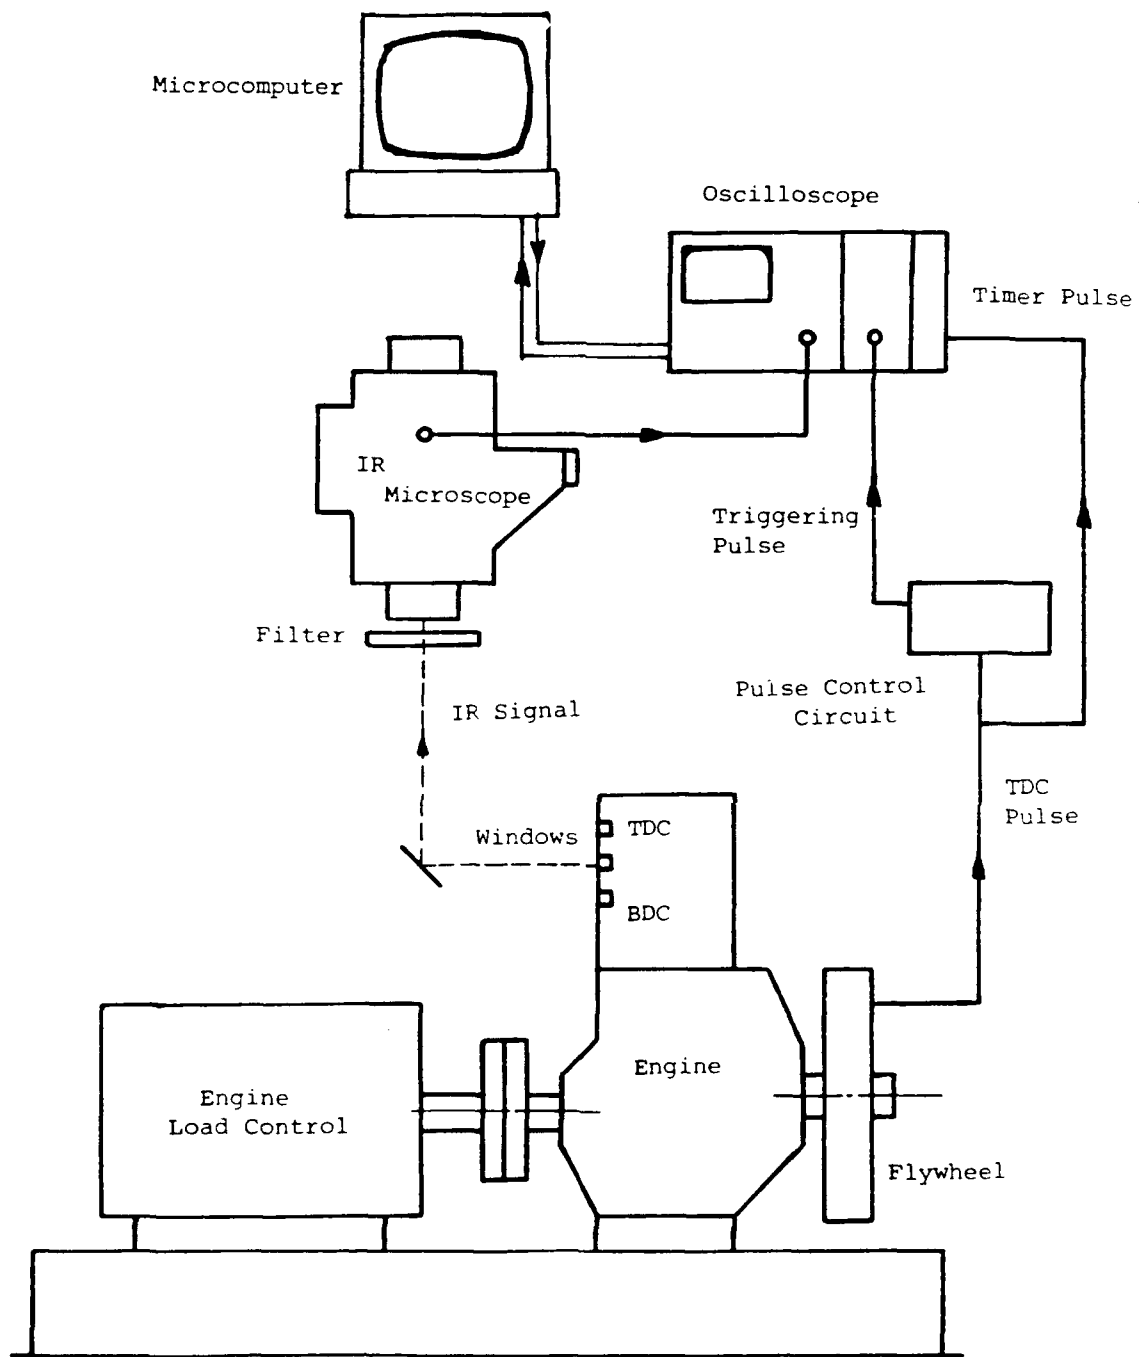 Microcomputer
Oscilloscope
Timer Pulse
IR
Microscope
Triggering
Pulse
Filter
Pulse Control
Circuit
IR Signal
TDC
Pulse
Windows
TDC
BDC
Engine
Engine
Load Control
Flywheel